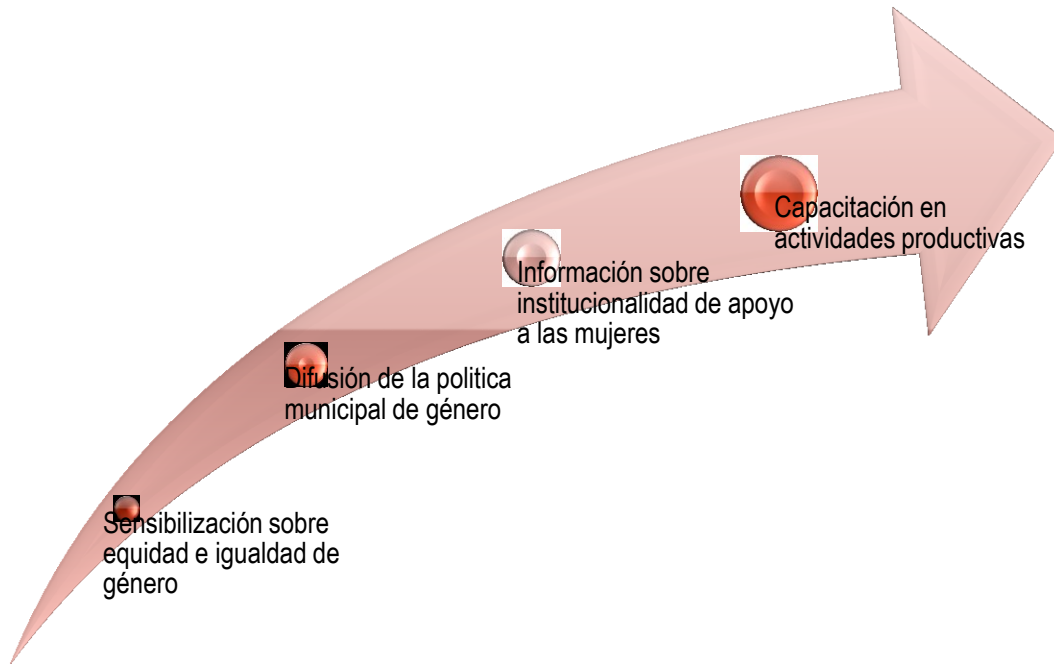 Capacitación en
actividades productivas
Información sobre
institucionalidad de apoyo
a las mujeres
Difusión de la politica
municipal de género
Sensibilización sobre
equidad e igualdad de
género